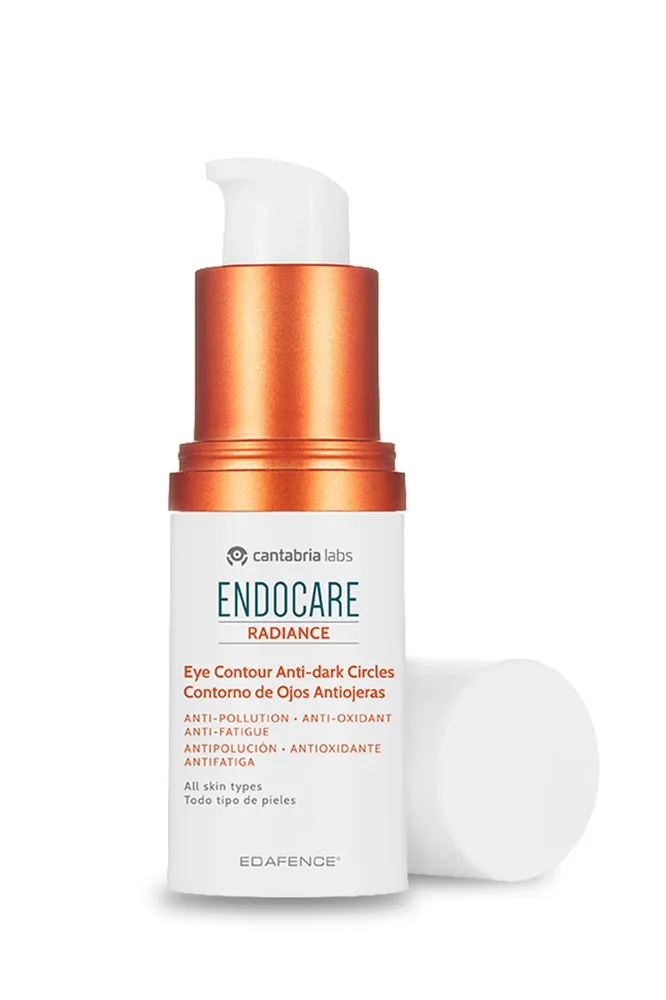 cantabria labs
ENDOCARE
RADIANCE
Eye Contour Anti-dark Circles
Contorno de Ojos Antiojeras
ANTI-POLLUTION • ANTI-OXIDANT
ANTI-FATIGUE
ANTIPOLUCIÓN • ANTIOXIDANTE
ANTIFATIGA
All skin types
Todo tipo de pieles
EDAFENCE®